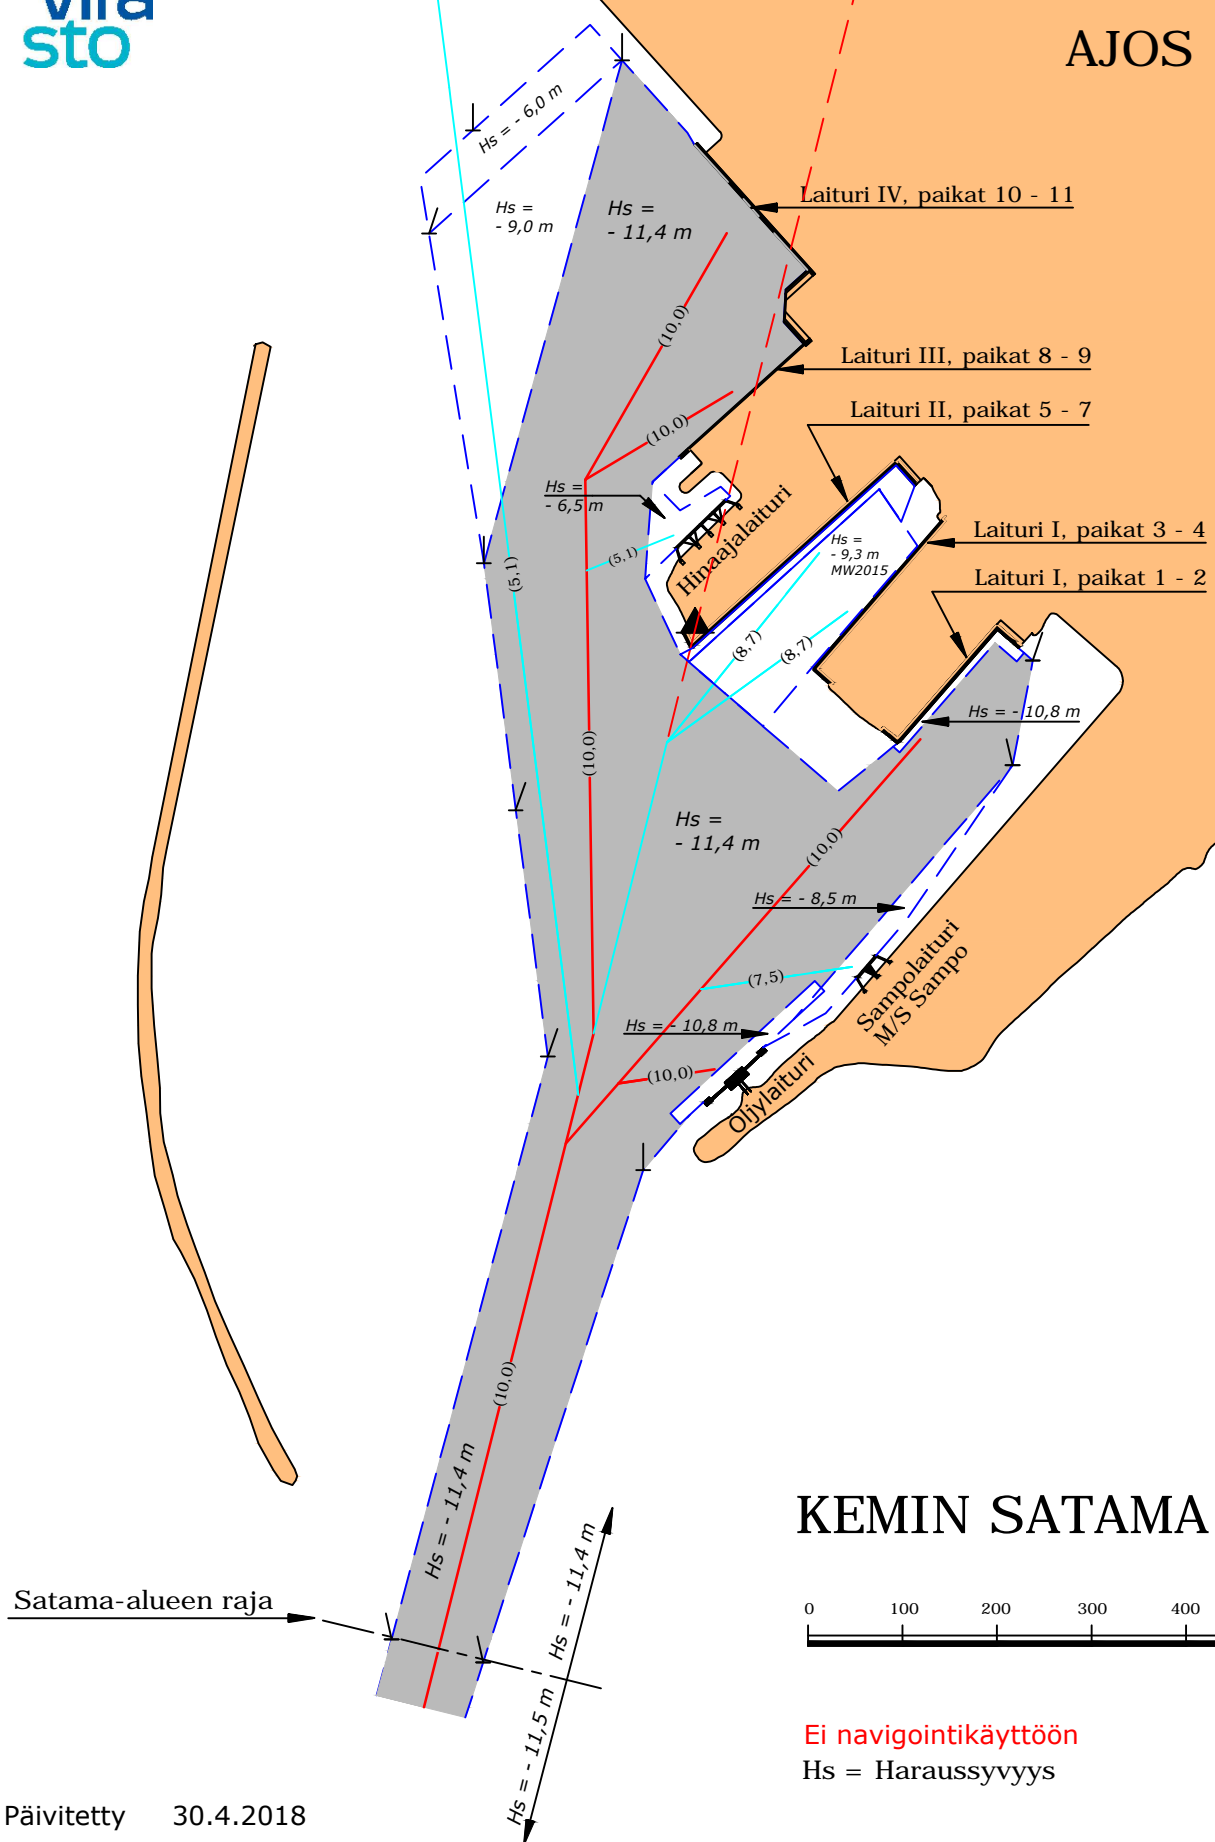 vira
sto
AJOS
Hs = - 6,0 m
Hs =
- 9,0 m
Hs =
- 11,4 m
Laituri IV, paikat 10 - 11
(10,0)
Laituri III, paikat 8 - 9
Laituri II, paikat 5 - 7
(10,0)
Hs =
- 6,5 m
Hinaajalaituri
Hs =
- 9,3 m
MW2015
Laituri I, paikat 3 - 4
(5,1)
(5,1)
Laituri I, paikat 1 - 2
(8,7)
(8,7)
Hs = - 10,8 m
(10,0)
Hs =
- 11,4 m
(10,0)
Hs = - 8,5 m
Sampolaituri
M/S Sampo
(7,5)
Hs = - 10,8 m
(10,0)
Öljylaituri
(10,0)
Hs = - 11,4 m
KEMIN SATAMA
Hs = - 11,4 m
Satama-alueen raja
0 100 200 300 400
Hs = - 11,5 m
Ei navigointikäyttöön
Hs = Haraussyvyys
Päivitetty 30.4.2018